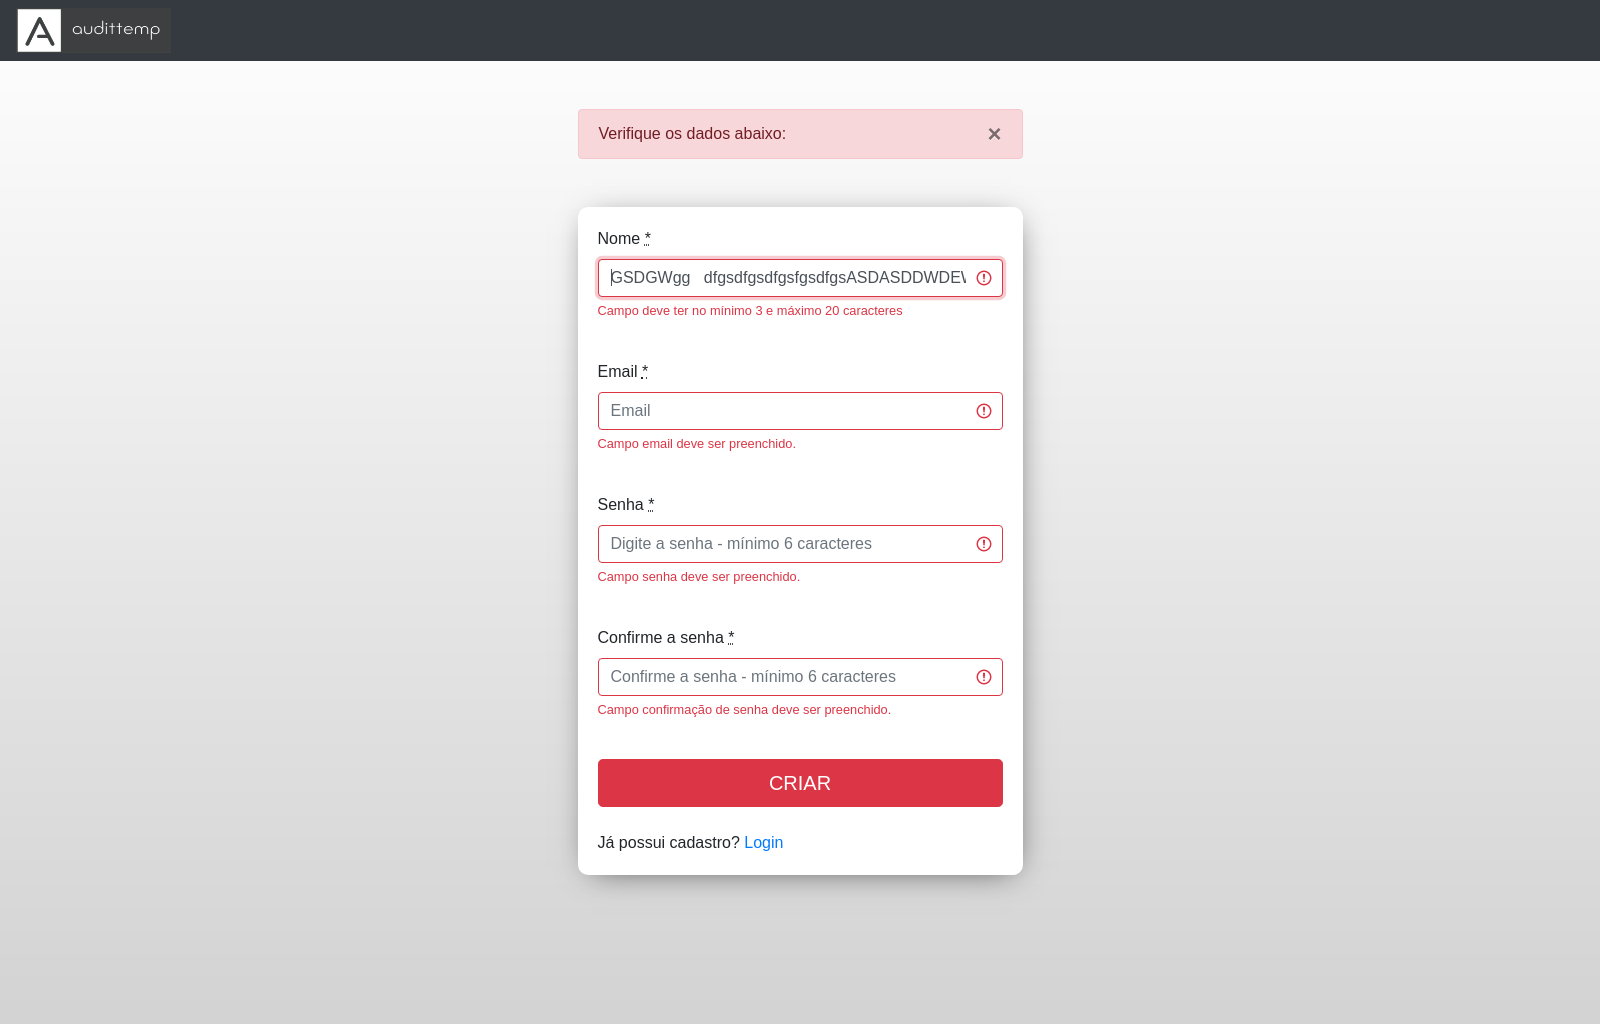 A audittemp
Verifique os dados abaixo: ×
Nome *
GSDGWgg   dfgsdfgsdfgsfgsdfgsASDASDDWDEW
Campo deve ter no mínimo 3 e máximo 20 caracteres
Email *
Email
Campo email deve ser preenchido.
Senha *
Digite a senha - mínimo 6 caracteres
Campo senha deve ser preenchido.
Confirme a senha *
Confirme a senha - mínimo 6 caracteres
Campo confirmação de senha deve ser preenchido.
CRIAR
Já possui cadastro? Login